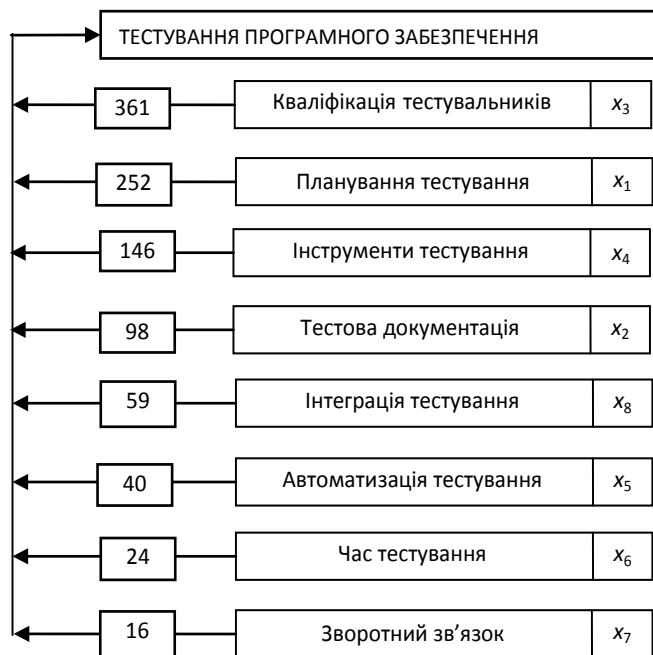 ТЕСТУВАННЯ ПРОГРАМНОГО ЗАБЕЗПЕЧЕННЯ
361 Кваліфікація тестувальників x3
252 Планування тестування x1
146 Інструменти тестування x4
98 Тестова документація x2
59 Інтеграція тестування x8
40 Автоматизація тестування x5
24 Час тестування x6
16 Зворотний зв'язок x7